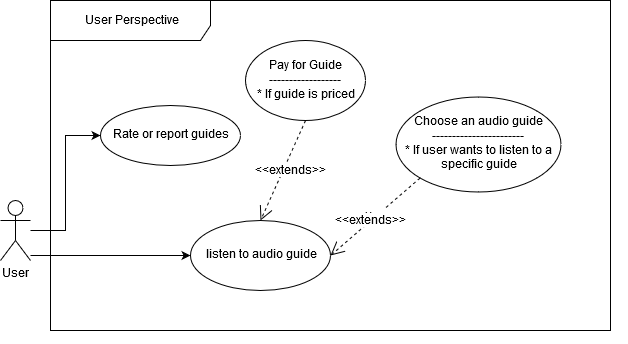 User Perspective
Pay for Guide
------------------
* If guide is priced
Choose an audio guide
-----------------------
* If user wants to listen to a
specific guide
Rate or report guides
<<extends>>
<<extends>>
listen to audio guide
User